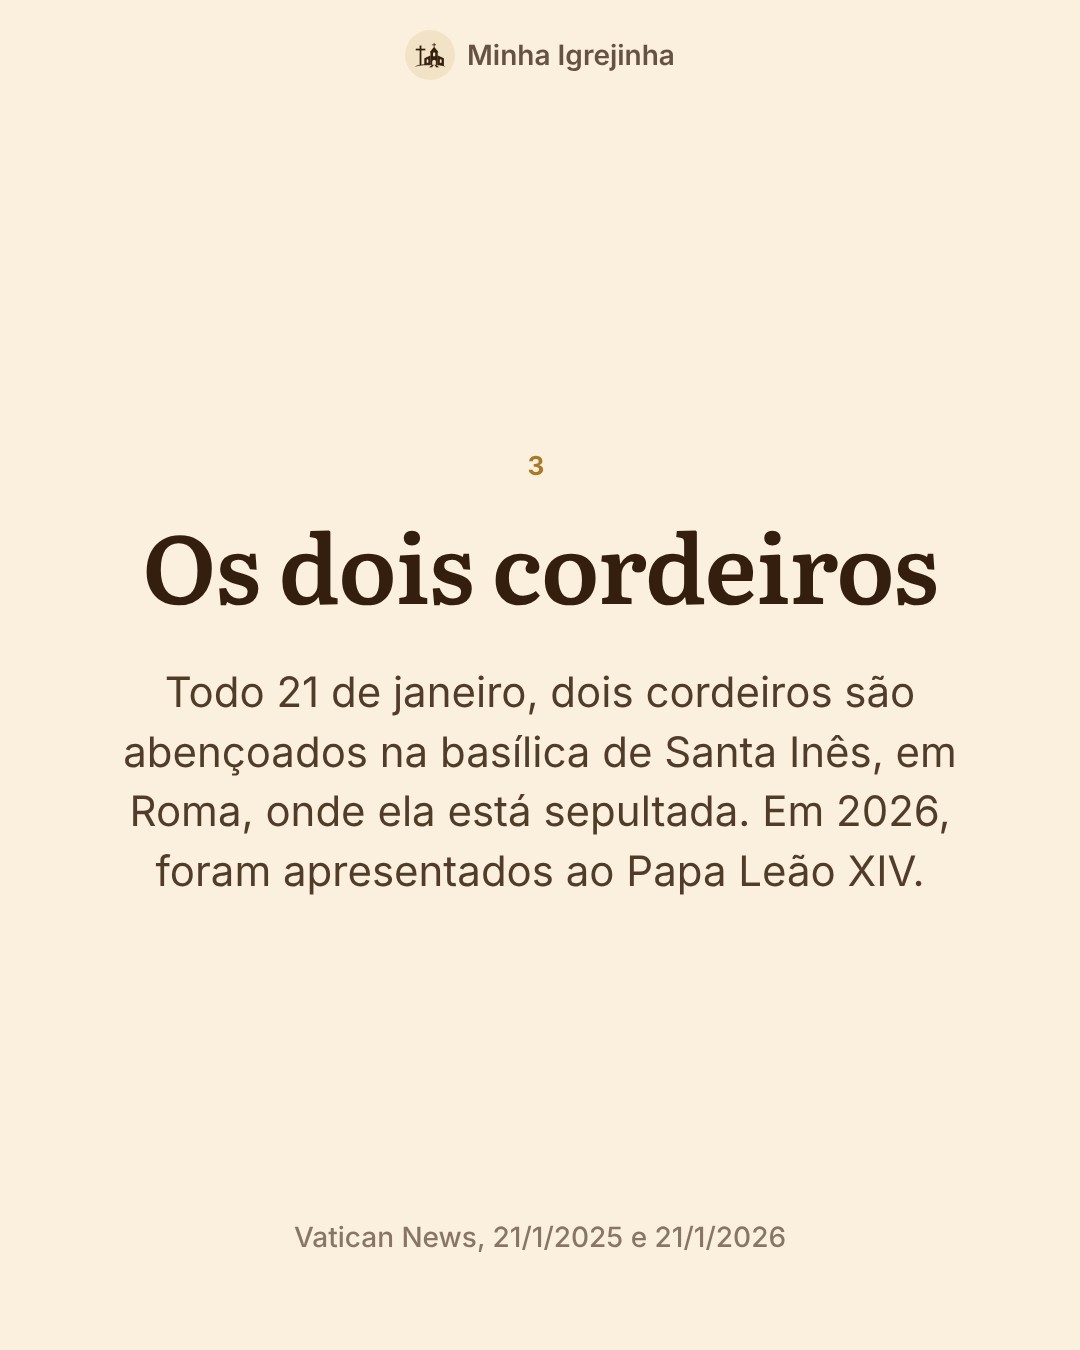 Minha Igrejinha
3
Os dois cordeiros
Todo 21 de janeiro, dois cordeiros são
abençoados na basílica de Santa Inês, em
Roma, onde ela está sepultada. Em 2026,
foram apresentados ao Papa Leão XIV.
Vatican News, 21/1/2025 e 21/1/2026